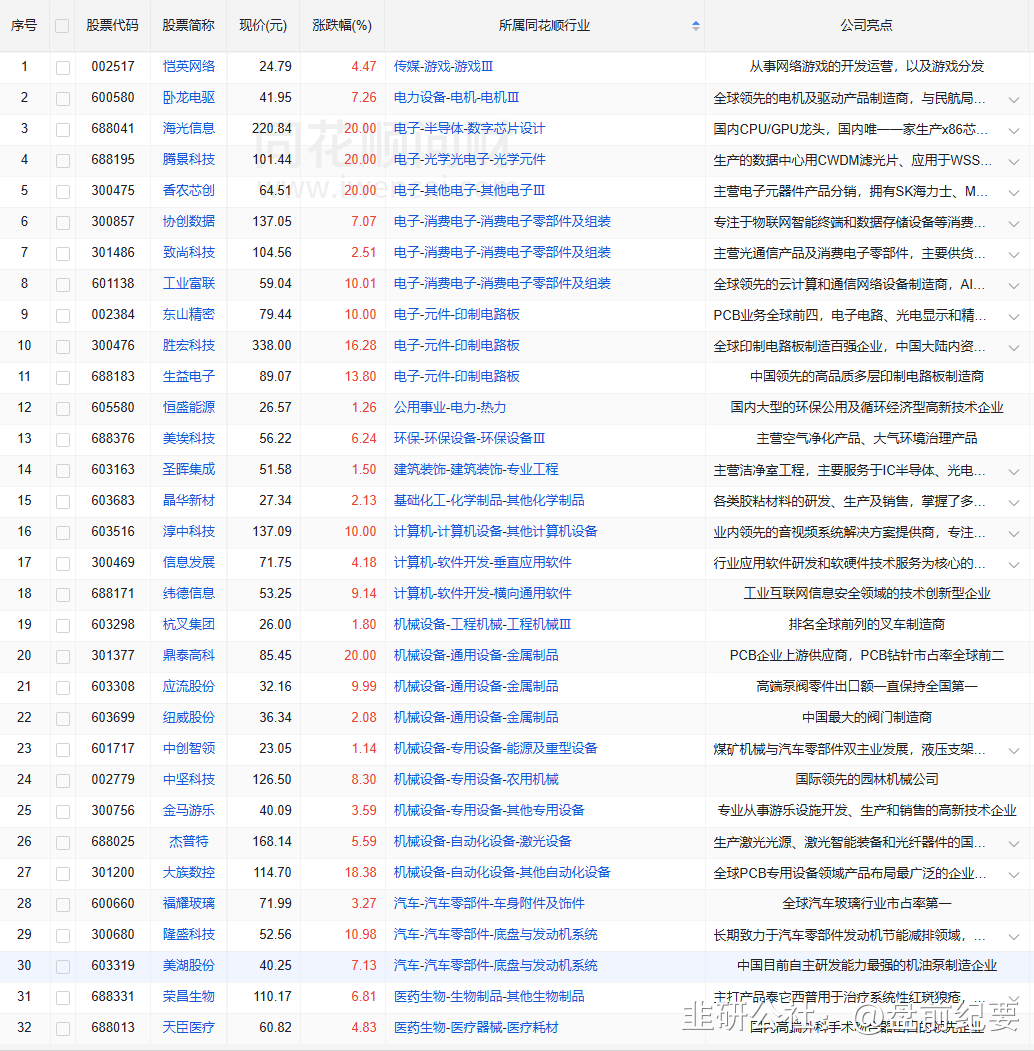 序号 股票代码 股票简称 现价(元) 涨跌幅(%) 所属同花顺行业 公司亮点
1 002517 恺英网络 24.79 4.47 传媒-游戏-游戏Ⅲ 从事网络游戏的开发运营，以及游戏分发
2 600580 卧龙电驱 41.95 7.26 电力设备-电机-电机Ⅲ 全球领先的电机及驱动产品制造商，与民航局...
3 688041 海光信息 220.84 20.00 电子-半导体-数字芯片设计 国内CPU/GPU龙头，国内唯一一家生产x86芯...
4 688195 腾景科技 101.44 20.00 电子-光学光电子-光学元件 生产的数据中心用CWDM滤光片、应用于WSS...
5 300475 香农芯创 64.51 20.00 电子-其他电子-其他电子Ⅲ 主营电子元器件产品分销，拥有SK海力士、M...
6 300857 协创数据 137.05 7.07 电子-消费电子-消费电子零部件及组装 专注于物联网智能终端和数据存储设备等消费...
7 301486 致尚科技 104.56 2.51 电子-消费电子-消费电子零部件及组装 主营光通信产品及消费电子零部件，主要供货...
8 601138 工业富联 59.04 10.01 电子-消费电子-消费电子零部件及组装 全球领先的云计算和通信网络设备制造商，AI...
9 002384 东山精密 79.44 10.00 电子-元件-印制电路板 PCB业务全球前四，电子电路、光电显示和精...
10 300476 胜宏科技 338.00 16.28 电子-元件-印制电路板 全球印制电路板制造百强企业，中国大陆内资...
11 688183 生益电子 89.07 13.80 电子-元件-印制电路板 中国领先的高品质多层印制电路板制造商
12 605580 恒盛能源 26.57 1.26 公用事业-电力-热力 国内大型的环保公用及循环经济型高新技术企业
13 688376 美埃科技 56.22 6.24 环保-环保设备-环保设备Ⅲ 主营空气净化产品、大气环境治理产品
14 603163 圣晖集成 51.58 1.50 建筑装饰-建筑装饰-专业工程 主营洁净室工程，主要服务于IC半导体、光电...
15 603683 晶华新材 27.34 2.13 基础化工-化学制品-其他化学制品 各类胶粘材料的研发、生产及销售，掌握了多...
16 603516 淳中科技 137.09 10.00 计算机-计算机设备-其他计算机设备 业内领先的音视频系统解决方案提供商，专注...
17 300469 信息发展 71.75 4.18 计算机-软件开发-垂直应用软件 行业应用软件研发和软硬件技术服务为核心的...
18 688171 纬德信息 53.25 9.14 计算机-软件开发-横向通用软件 工业互联网信息安全领域的技术创新型企业
19 603298 杭叉集团 26.00 1.80 机械设备-工程机械-工程机械Ⅲ 排名全球前列的叉车制造商
20 301377 鼎泰高科 85.45 20.00 机械设备-通用设备-金属制品 PCB企业上游供应商，PCB钻针市占率全球前二
21 603308 应流股份 32.16 9.99 机械设备-通用设备-金属制品 高端泵阀零件出口额一直保持全国第一
22 603699 纽威股份 36.34 2.08 机械设备-通用设备-金属制品 中国最大的阀门制造商
23 601717 中创智领 23.05 1.14 机械设备-专用设备-能源及重型设备 煤矿机械与汽车零部件双主业发展，液压支架...
24 002779 中坚科技 126.50 8.30 机械设备-专用设备-农用机械 国际领先的园林机械公司
25 300756 金马游乐 40.09 3.59 机械设备-专用设备-其他专用设备 专业从事游乐设施开发、生产和销售的高新技术企业
26 688025 杰普特 168.14 5.59 机械设备-自动化设备-激光设备 生产激光光源、激光智能装备和光纤器件的国...
27 301200 大族数控 114.70 18.38 机械设备-自动化设备-其他自动化设备 全球PCB专用设备领域产品布局最广泛的企业...
28 600660 福耀玻璃 71.99 3.27 汽车-汽车零部件-车身附件及饰件 全球汽车玻璃行业市占率第一
29 300680 隆盛科技 52.56 10.98 汽车-汽车零部件-底盘与发动机系统 长期致力于汽车零部件发动机节能减排领域，...
30 603319 美湖股份 40.25 7.13 汽车-汽车零部件-底盘与发动机系统 中国目前自主研发能力最强的机油泵制造企业
31 688331 荣昌生物 110.17 6.81 医药生物-生物制品-其他生物制品 主打产品泰它西普用于治疗系统性红斑狼疮，...
32 688013 天臣医疗 60.82 4.83 医药生物-医疗器械-医疗耗材 国内高端外科手术吻合器出口的领先企业
同花顺问财
www.iwencai.com
韭研公社：@盘前纪要